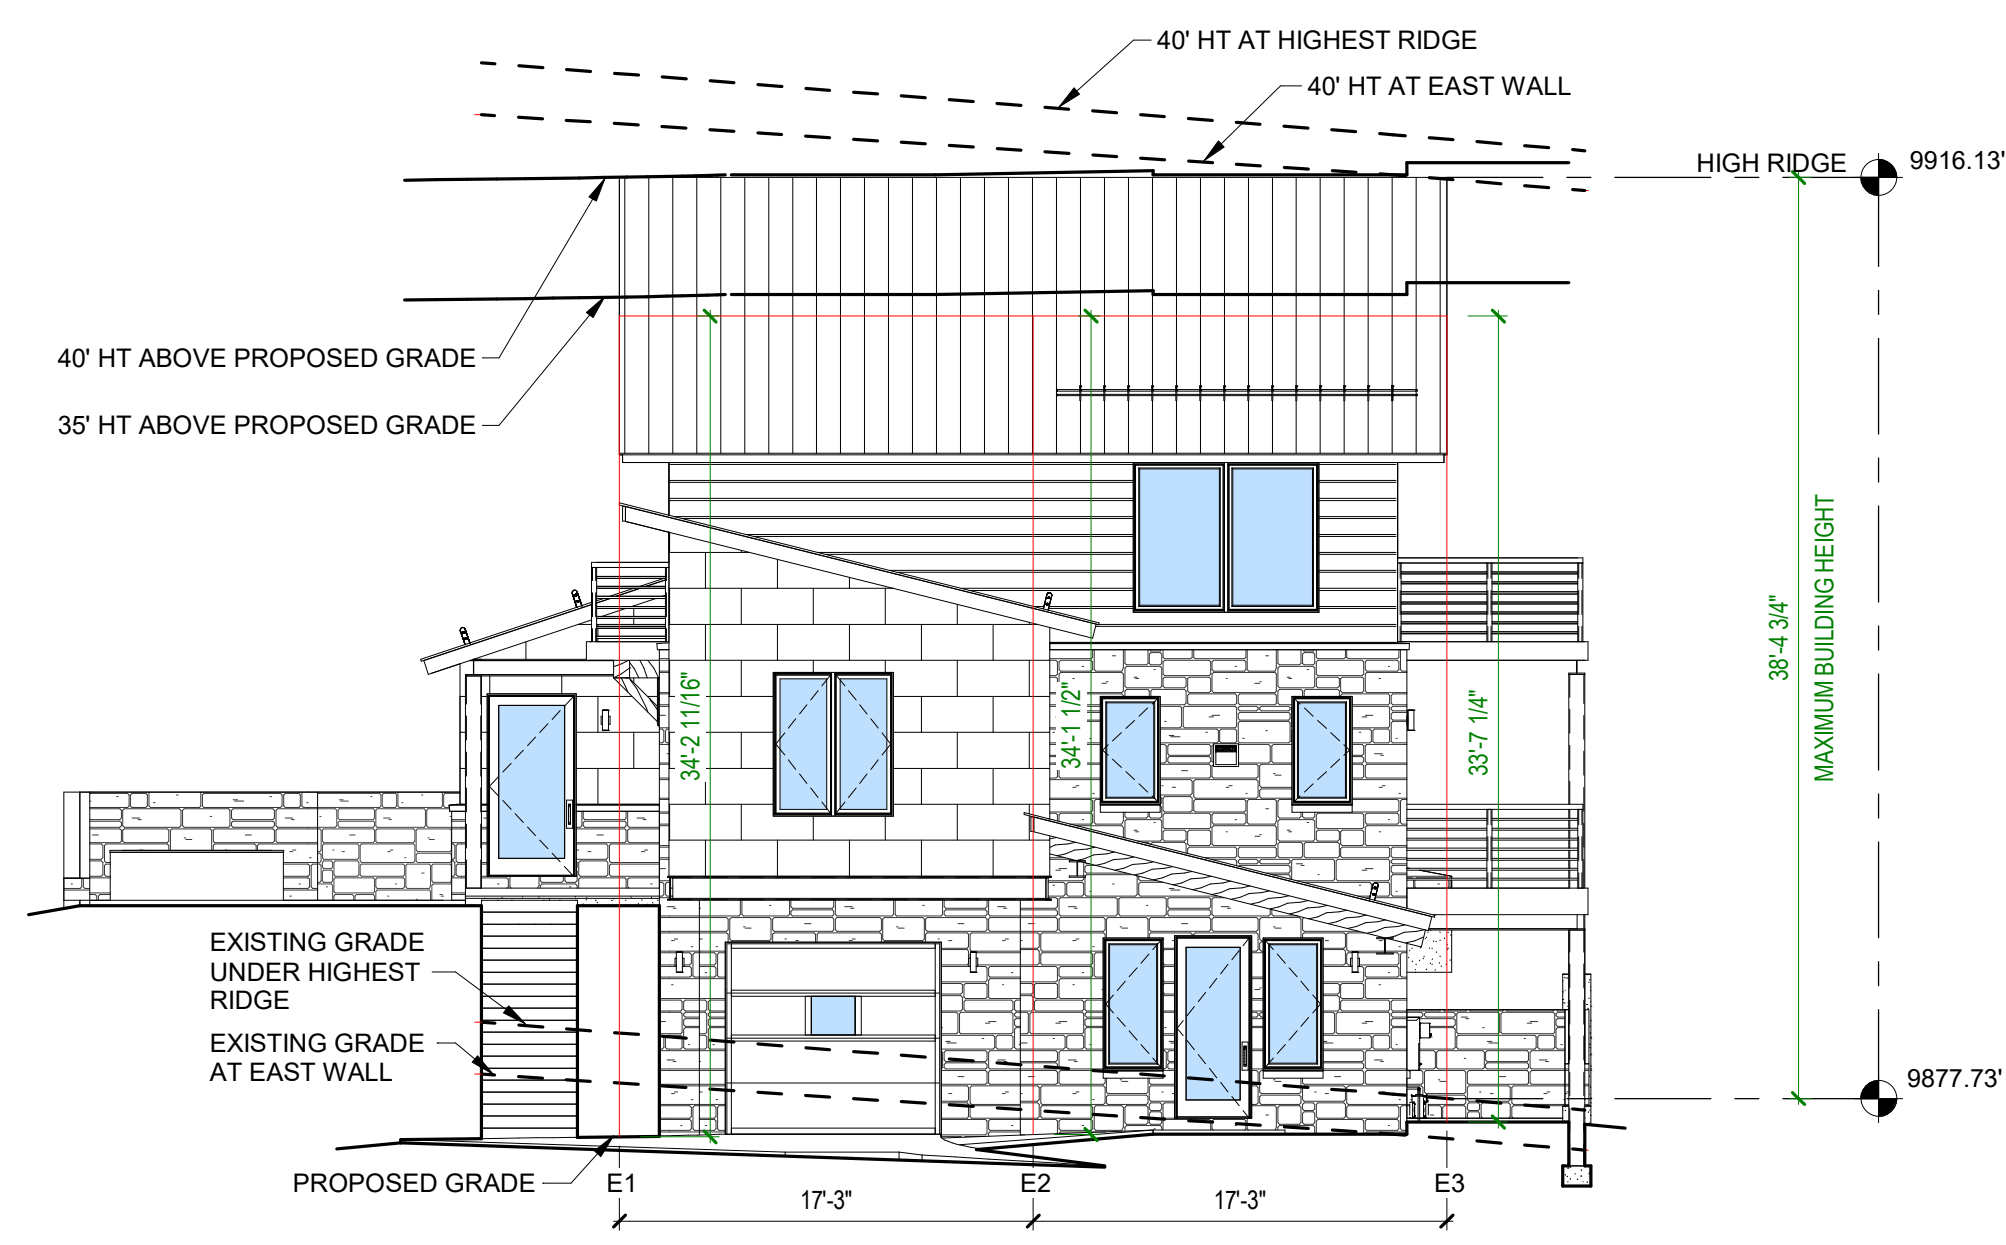 40' HT AT HIGHEST RIDGE
40' HT AT EAST WALL
HIGH RIDGE
9916.13'
40' HT ABOVE PROPOSED GRADE
35' HT ABOVE PROPOSED GRADE
34'-2 11/16"
34'-1 1/2"
33'-7 1/4"
38'-4 3/4"
MAXIMUM BUILDING HEIGHT
EXISTING GRADE
UNDER HIGHEST
RIDGE
EXISTING GRADE
AT EAST WALL
9877.73'
PROPOSED GRADE
E1
E2
E3
17'-3"
17'-3"